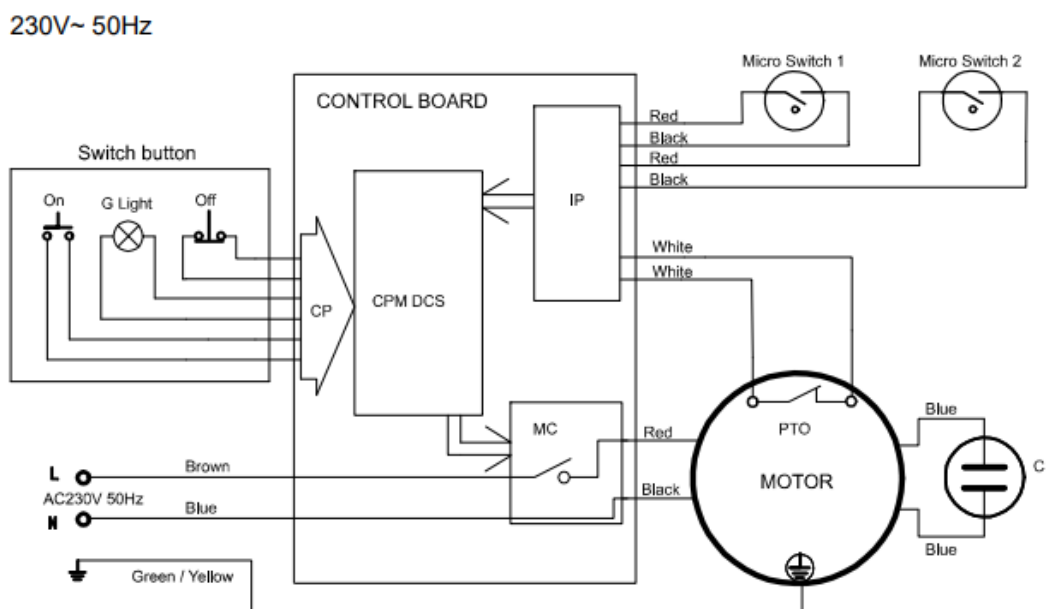 230V~ 50Hz
Micro Switch 1
Micro Switch 2
CONTROL BOARD
Red
Black
Red
Black
Switch button
On
G Light
Off
IP
White
White
CP
CPM DCS
MC
Red
PTO
Blue
C
MOTOR
Brown
L
AC230V 50Hz
N
Blue
Black
Blue
Green / Yellow